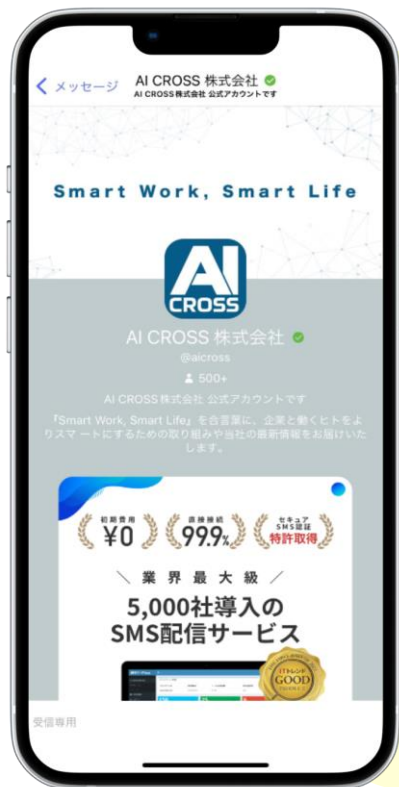 メッセージ
AI CROSS 株式会社
AI CROSS株式会社 公式アカウントです
Smart Work, Smart Life
AI
CROSS
AI CROSS 株式会社
@aicross
500+
AI CROSS株式会社 公式アカウントです
『Smart Work, Smart Life』を合言葉に、企業と働くヒトをよ
りスマ ートにするための取り組みや当社の最新情報をお届けいた
します。
初期費用
¥0
直接接続
99.9%
セキュア
SMS認証
特許取得
\ 業界最大級 /
5,000社導入の
SMS配信サービス
ITトレンド
GOOD
受信専用